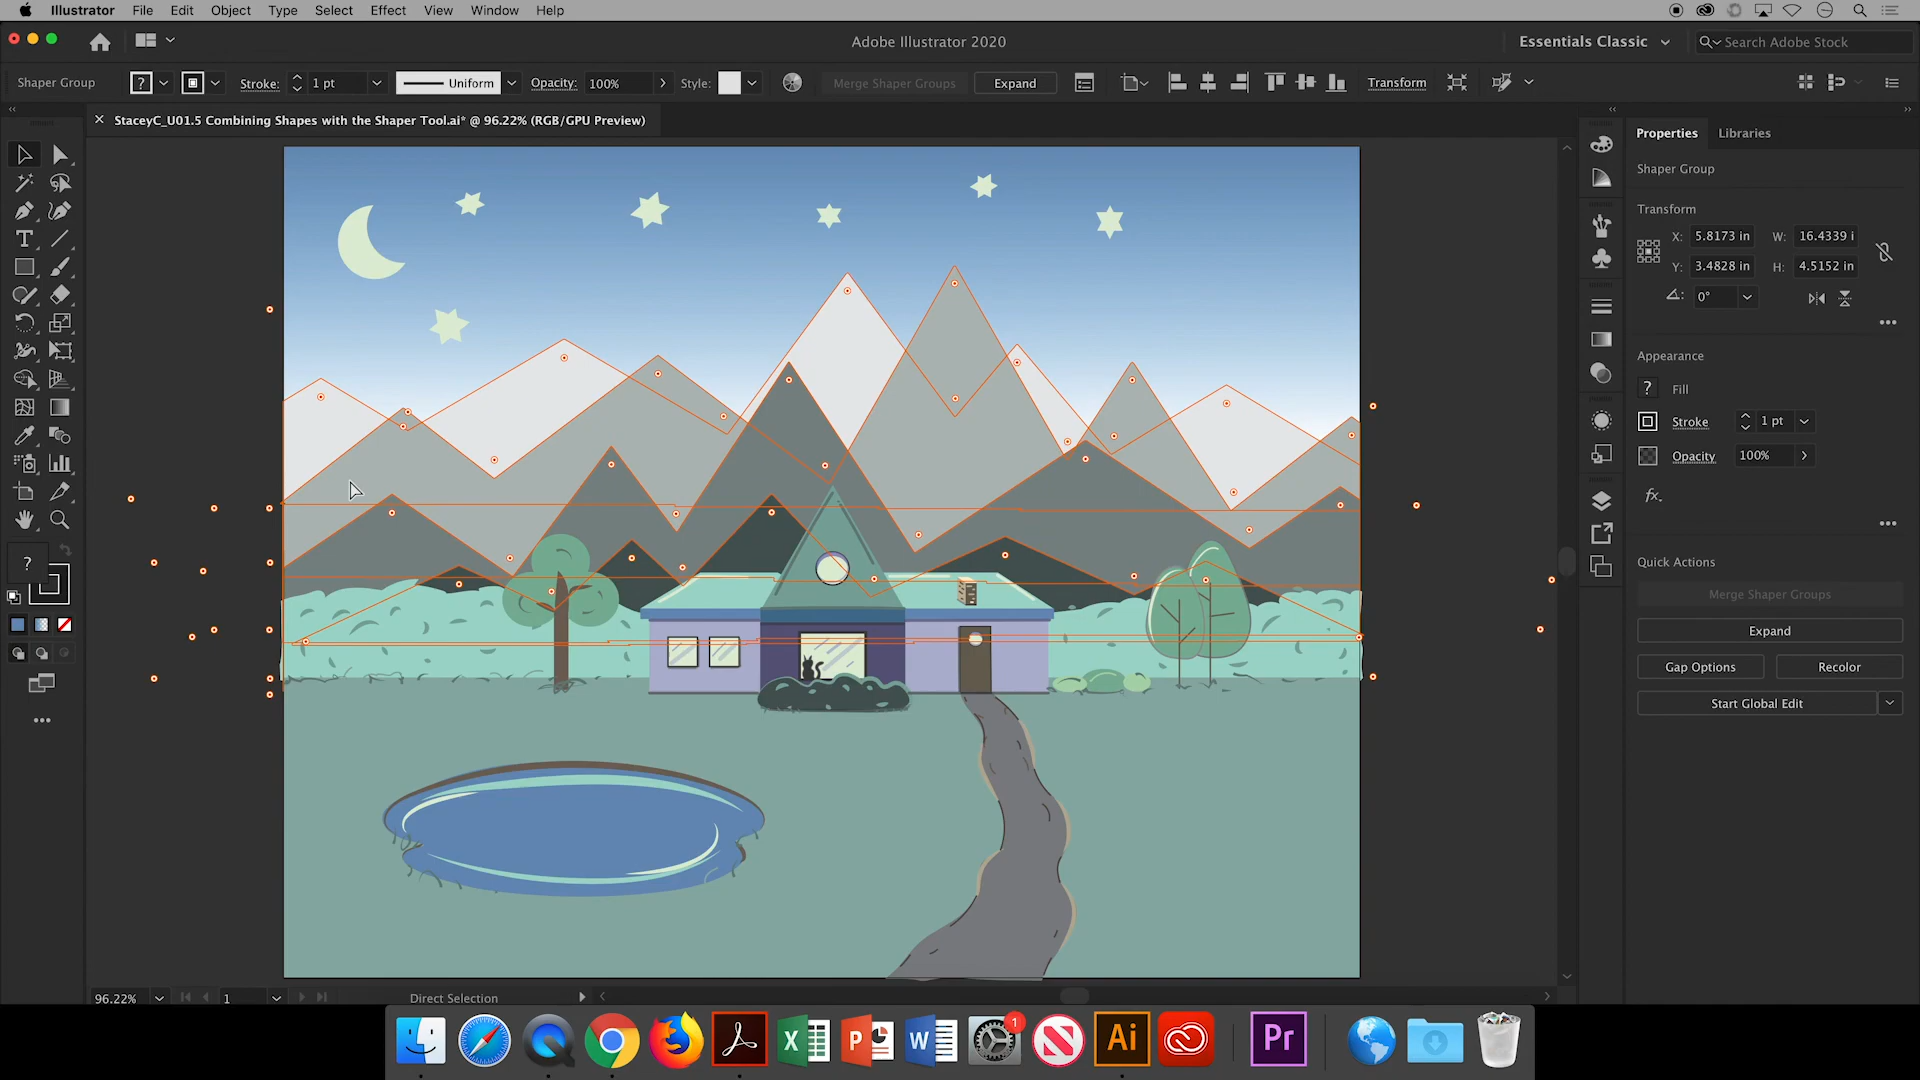 Illustrator File Edit Object Type Select Effect View Window Help
Adobe Illustrator 2020
Essentials Classic
Search Adobe Stock
Shaper Group
?
Stroke: 1 pt
Uniform
Opacity: 100%
Style:
Merge Shaper Groups
Expand
Transform
× StaceyC_U01.5 Combining Shapes with the Shaper Tool.ai* @ 96.22% (RGB/GPU Preview)
T
?
Properties Libraries
Shaper Group
Transform
X: 5.8173 in W: 16.4339 i
Y: 3.4828 in H: 4.5152 in
0°
Appearance
? Fill
Stroke 1 pt
Opacity 100%
fx.
Quick Actions
Merge Shaper Groups
Expand
Gap Options Recolor
Start Global Edit
96.22% 1 Direct Selection
X P W 1 N Ai Pr